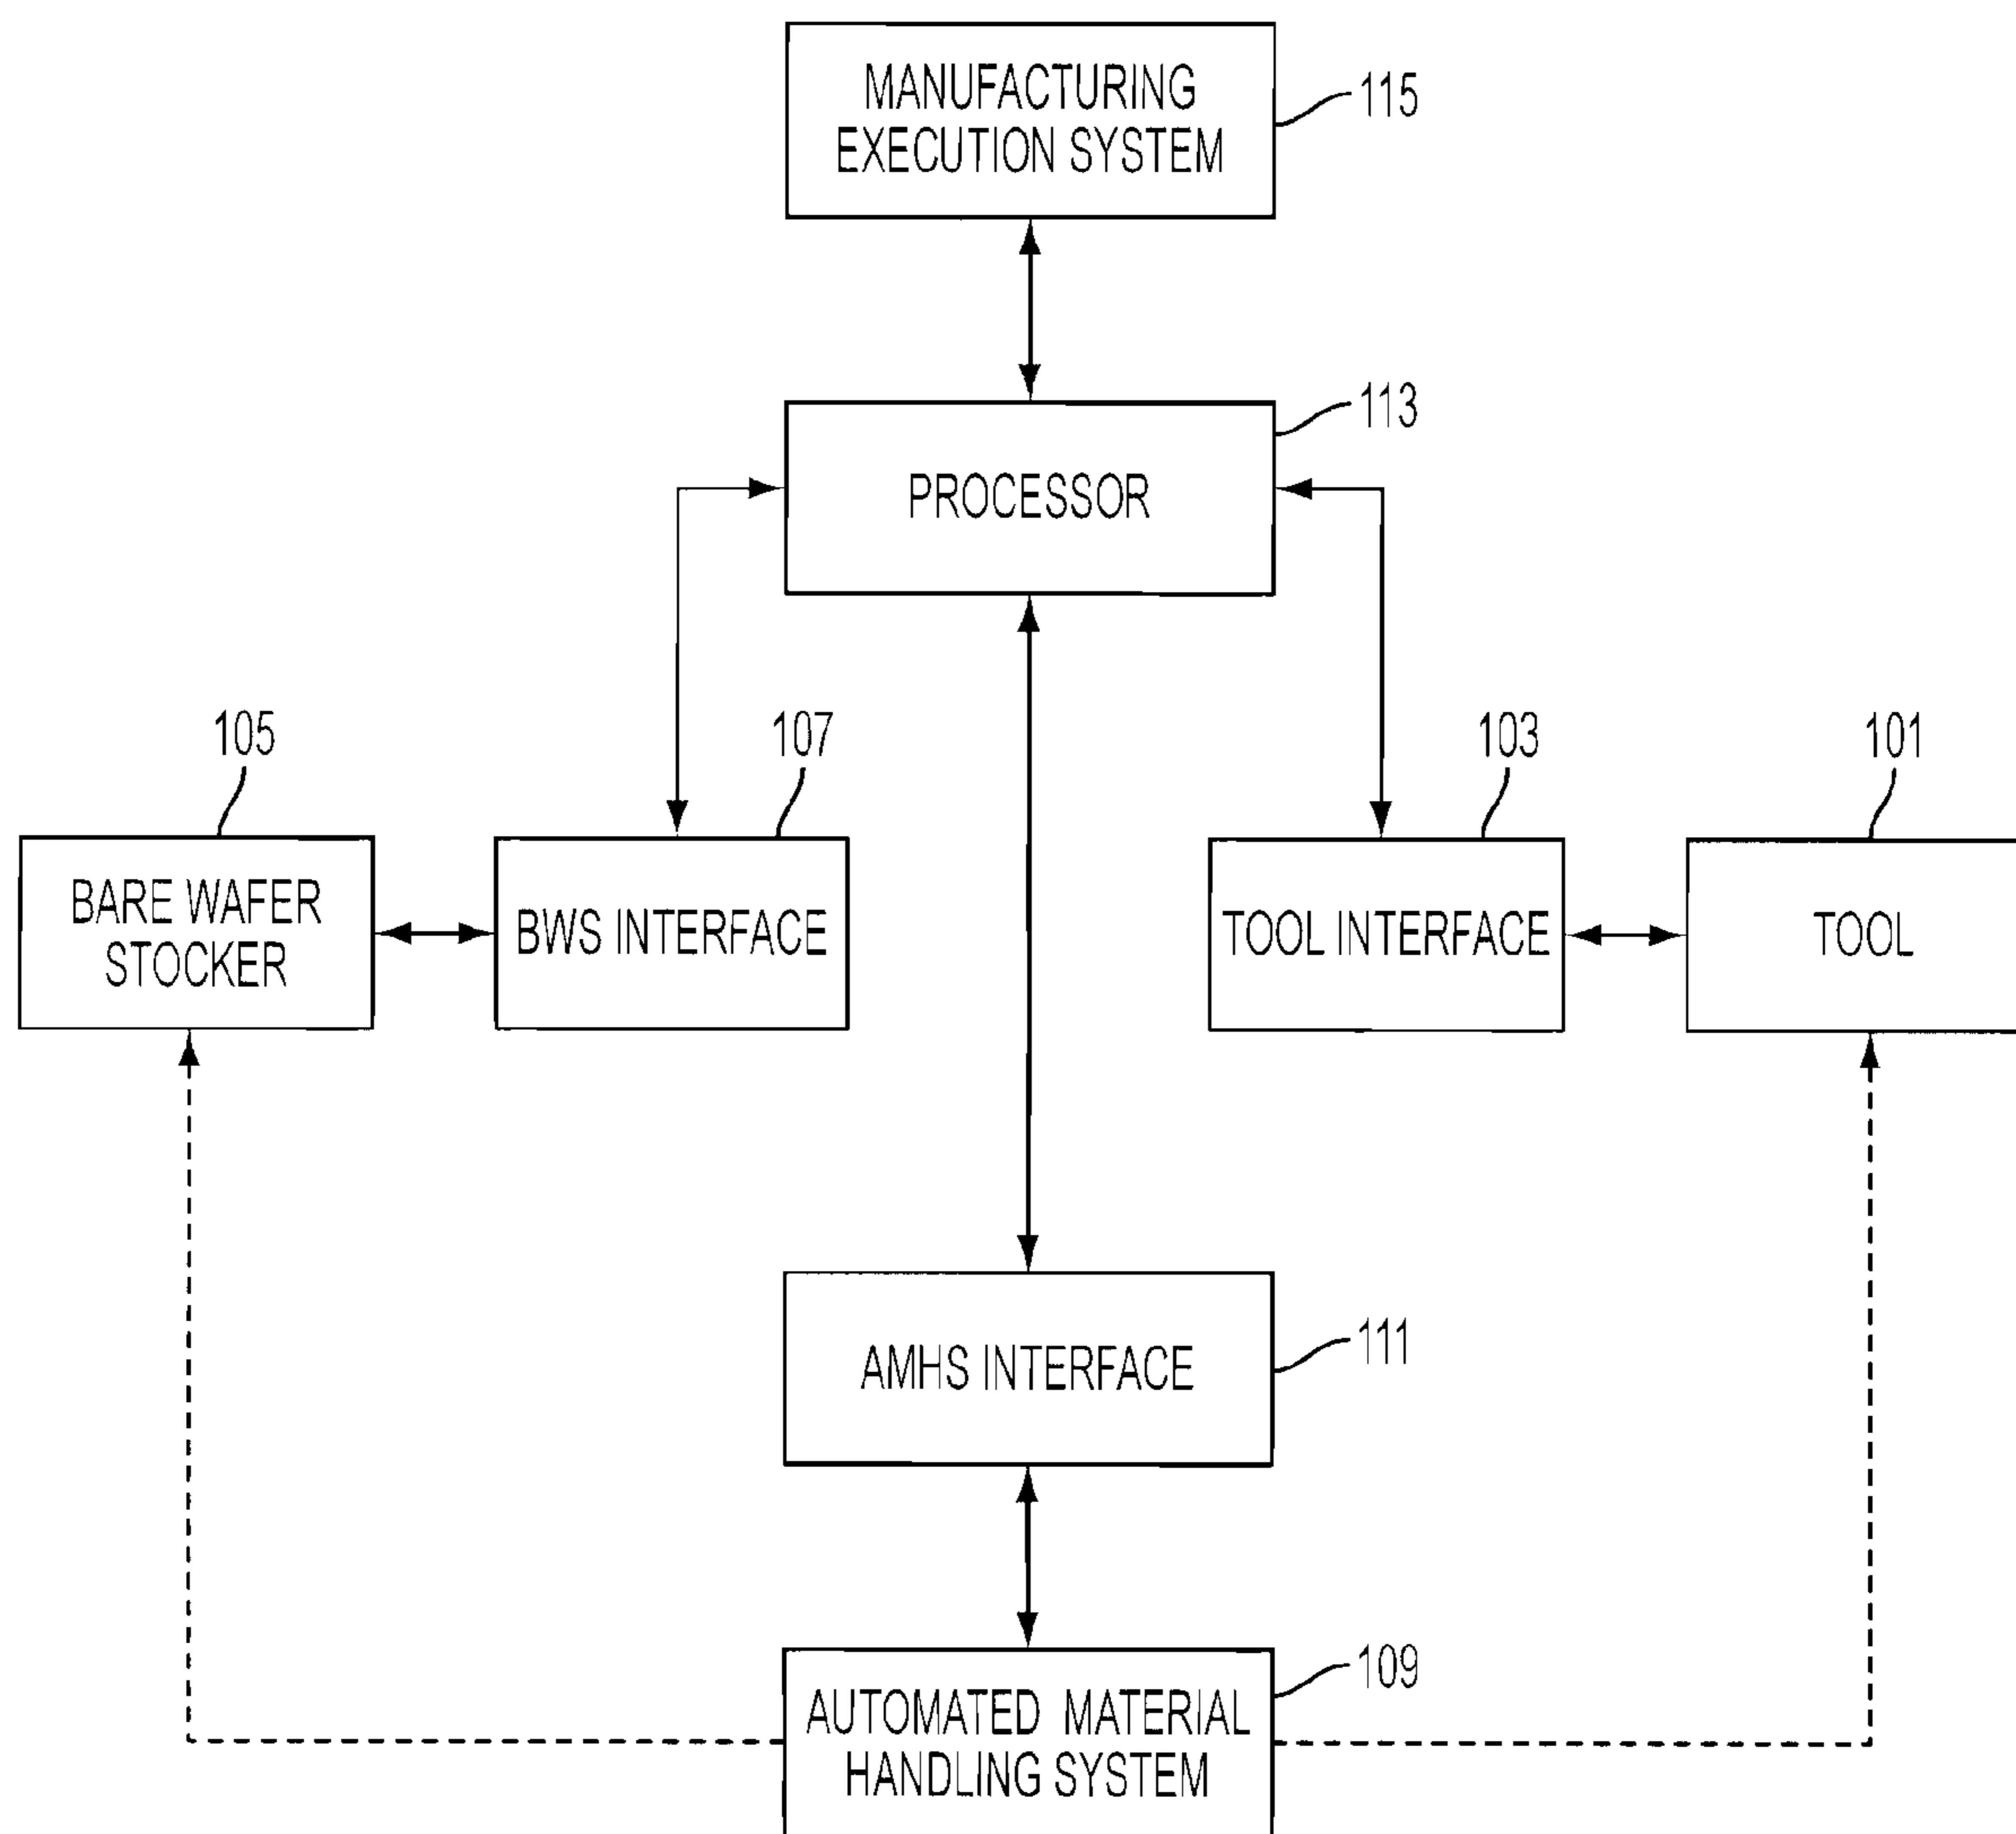 MANUFACTURING
EXECUTION SYSTEM
115
113
PROCESSOR
105
107
103
101
BARE WAFER
STOCKER
BWS INTERFACE
TOOL INTERFACE
TOOL
AMHS INTERFACE
111
109
AUTOMATED MATERIAL
HANDLING SYSTEM